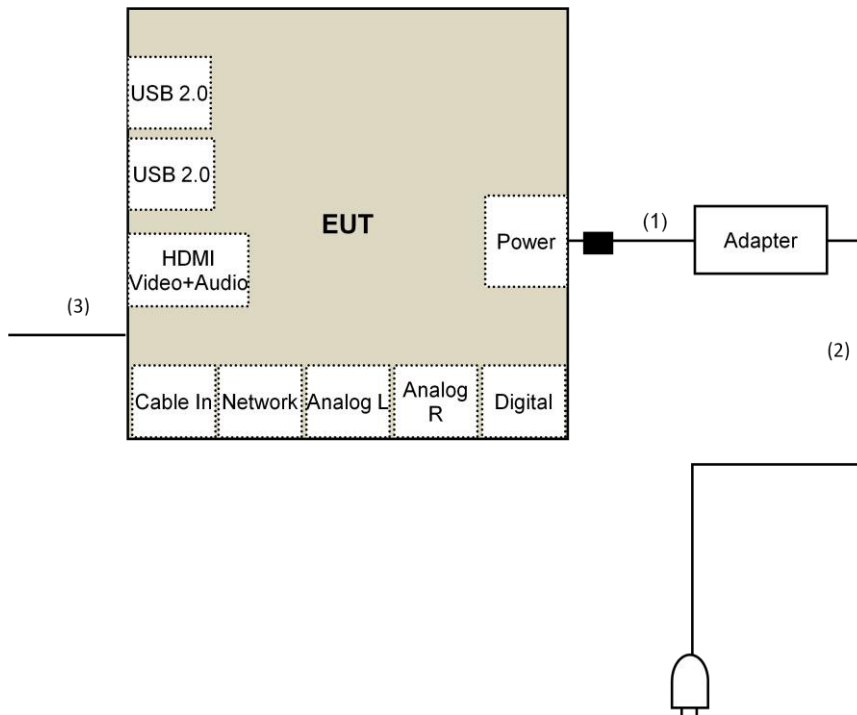 USB 2.0
USB 2.0
EUT
(1)
Power
Adapter
HDMI
Video+Audio
(3)
(2)
Cable In
Network
Analog L
Analog
R
Digital